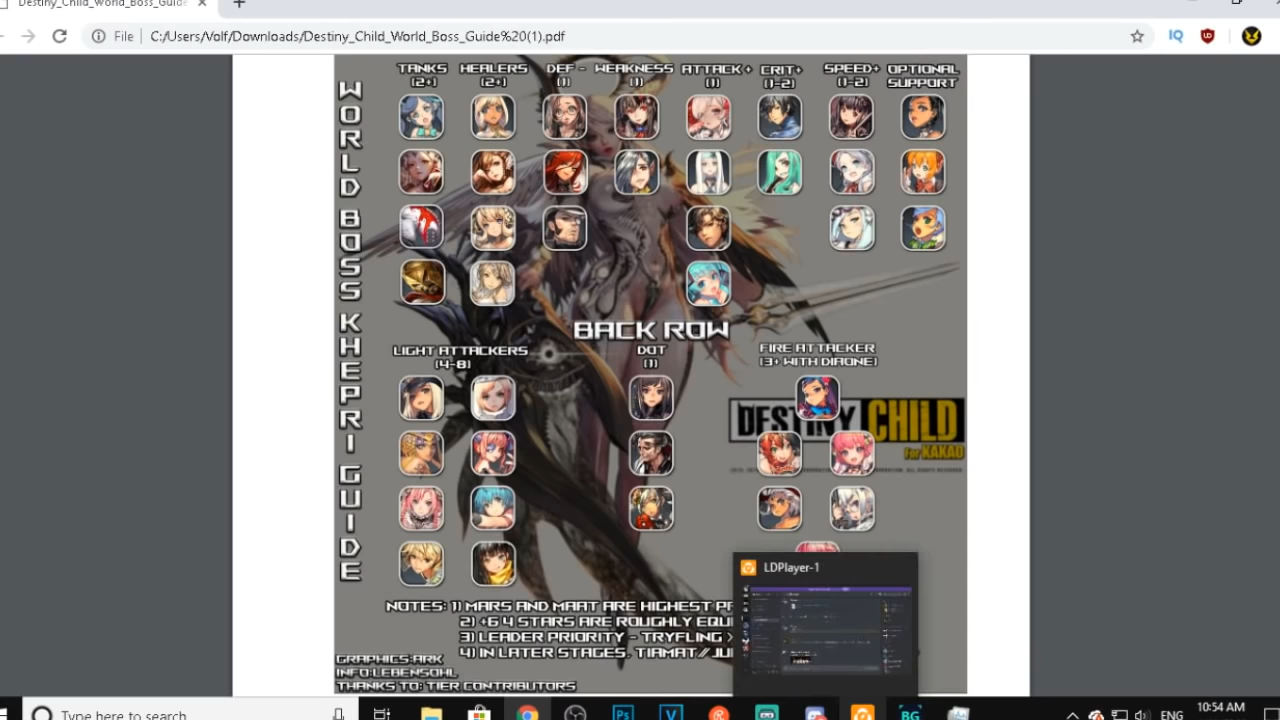 Destiny_Child_World_Boss_Guide
File
C:/Users/Volf/Downloads/Destiny_Child_World_Boss_Guide%20(1).pdf
IQ
WORLD BOSS KHEPRI GUIDE
TANKS (2+)
HEALERS (2+)
DEF - (1)
WEAKNESS (1)
ATTACK+ (1)
CRIT+ (1-2)
SPEED+ (1-2)
OPTIONAL SUPPORT
BACK ROW
LIGHT ATTACKERS (4-8)
DOT (1)
FIRE ATTACKER (3+ WITH DIAONE)
DESTINY CHILD
For KAKAO
NOTES: 1) MARS AND MAAT ARE HIGHEST
2) +6 4 STARS ARE ROUGHLY
3) LEADER PRIORITY - TRYFLING >
4) IN LATER STAGES, TIAMAT//
GRAPHICS:ARK
INFO:LEBENSOHL
THANKS TO: TIER CONTRIBUTORS
LDPlayer-1
Type here to search
Ps
V
BG
ENG
10:54 AM